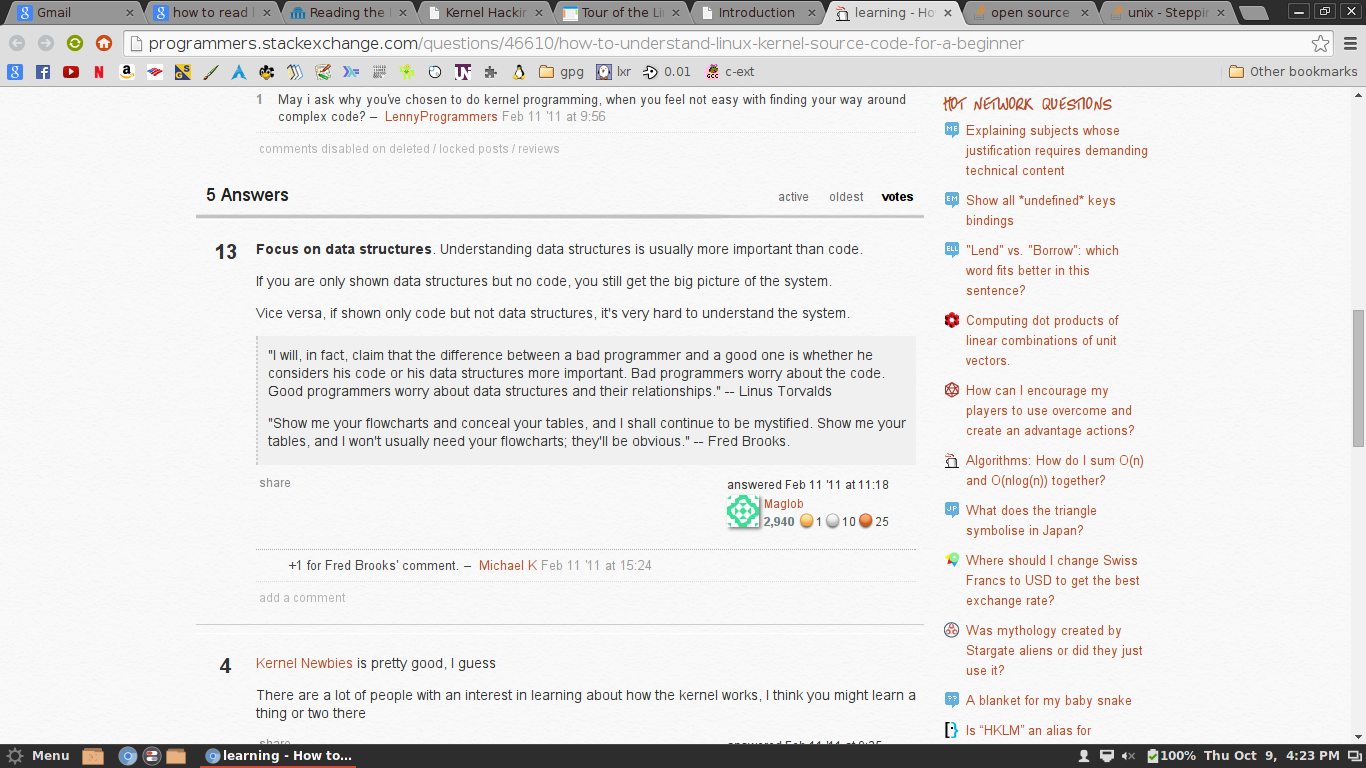 Gmail
how to read l
Reading the
Kernel Hackir
Tour of the Li
Introduction
learning - Ho
open source
unix - Steppir
programmers.stackexchange.com/questions/46610/how-to-understand-linux-kernel-source-code-for-a-beginner
gpg
lxr
0.01
c-ext
Other bookmarks
1 May i ask why you've chosen to do kernel programming, when you feel not easy with finding your way around
complex code? – LennyProgrammers Feb 11 '11 at 9:56
comments disabled on deleted / locked posts / reviews
5 Answers
active oldest votes
13
Focus on data structures. Understanding data structures is usually more important than code.
If you are only shown data structures but no code, you still get the big picture of the system.
Vice versa, if shown only code but not data structures, it's very hard to understand the system.
"I will, in fact, claim that the difference between a bad programmer and a good one is whether he
considers his code or his data structures more important. Bad programmers worry about the code.
Good programmers worry about data structures and their relationships." -- Linus Torvalds
"Show me your flowcharts and conceal your tables, and I shall continue to be mystified. Show me your
tables, and I won't usually need your flowcharts; they'll be obvious." -- Fred Brooks.
share
answered Feb 11 '11 at 11:18
Maglob
2,940 1 10 25
+1 for Fred Brooks' comment. – Michael K Feb 11 '11 at 15:24
add a comment
4
Kernel Newbies is pretty good, I guess
There are a lot of people with an interest in learning about how the kernel works, I think you might learn a
thing or two there
share
answered Feb 11 '11 at 9:35
HOT NETWORK QUESTIONS
ME
Explaining subjects whose
justification requires demanding
technical content
EM
Show all *undefined* keys
bindings
ELL
"Lend" vs. "Borrow": which
word fits better in this
sentence?
Computing dot products of
linear combinations of unit
vectors.
How can I encourage my
players to use overcome and
create an advantage actions?
Algorithms: How do I sum O(n)
and O(nlog(n)) together?
JP
What does the triangle
symbolise in Japan?
Where should I change Swiss
Francs to USD to get the best
exchange rate?
Was mythology created by
Stargate aliens or did they just
use it?
??
A blanket for my baby snake
Is “HKLM” an alias for
Menu
learning - How to...
100% Thu Oct 9, 4:23 PM